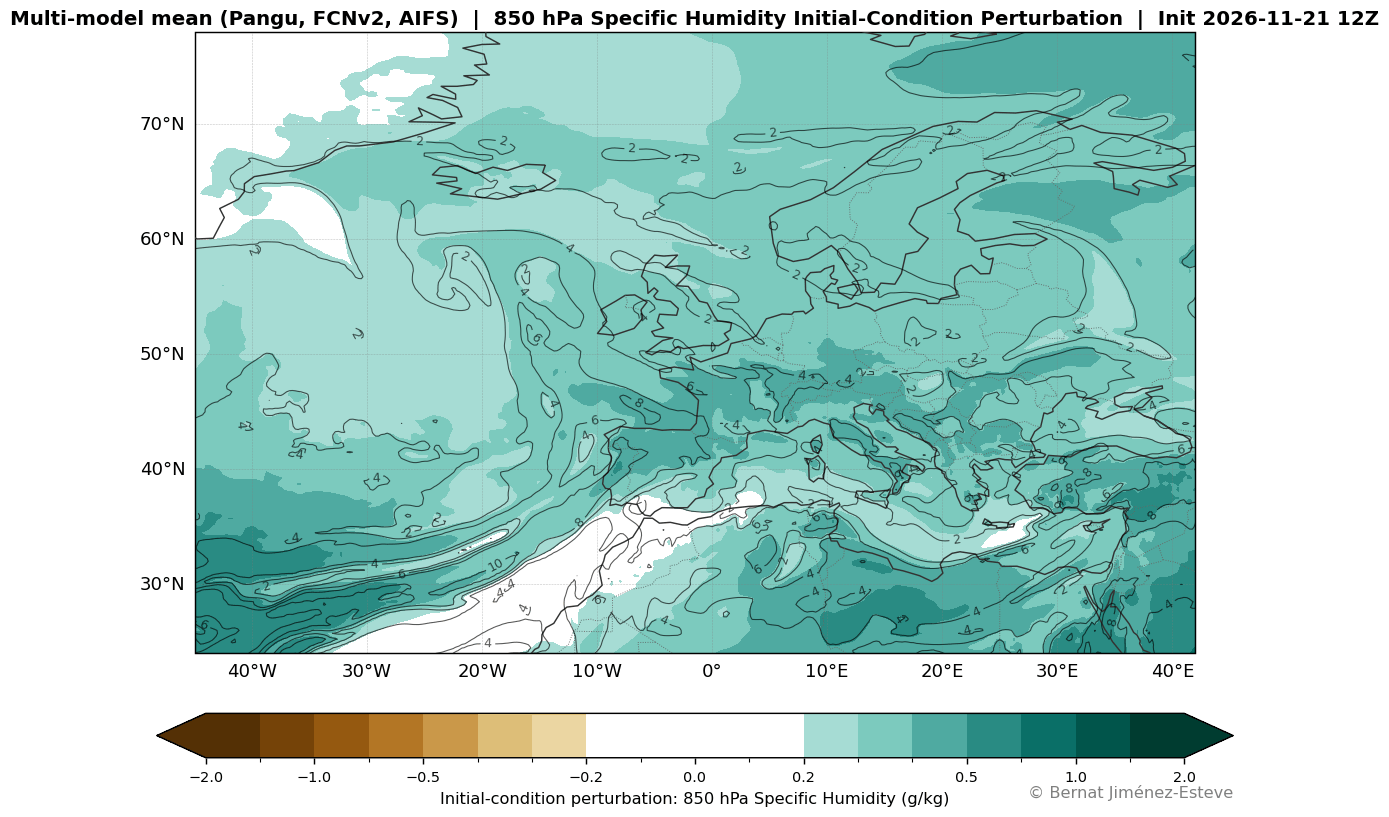 Multi-model mean (Pangu, FCNv2, AIFS) | 850 hPa Specific Humidity Initial-Condition Perturbation | Init 2026-11-21 12Z
70°N
60°N
50°N
40°N
30°N
40°W 30°W 20°W 10°W 0° 10°E 20°E 30°E 40°E
−2.0 −1.0 −0.5 −0.2 0.0 0.2 0.5 1.0 2.0
Initial-condition perturbation: 850 hPa Specific Humidity (g/kg)
© Bernat Jiménez-Esteve